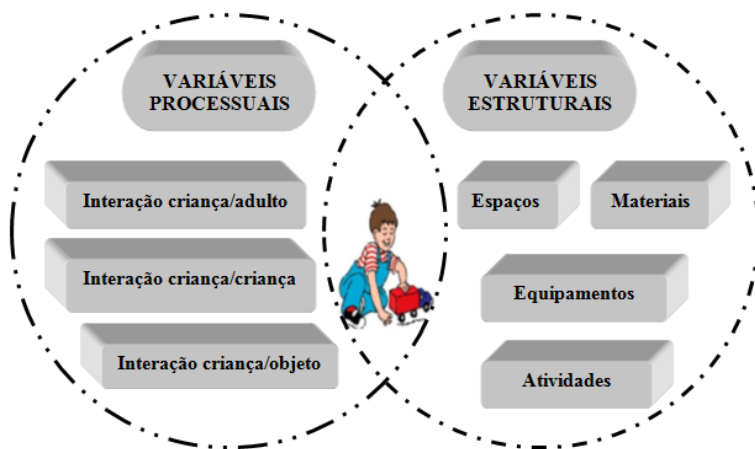 VARIÁVEIS
PROCESSUAIS
VARIÁVEIS
ESTRUTURAIS
Interação criança/adulto
Interação criança/criança
Interação criança/objeto
Espaços
Materiais
Equipamentos
Atividades